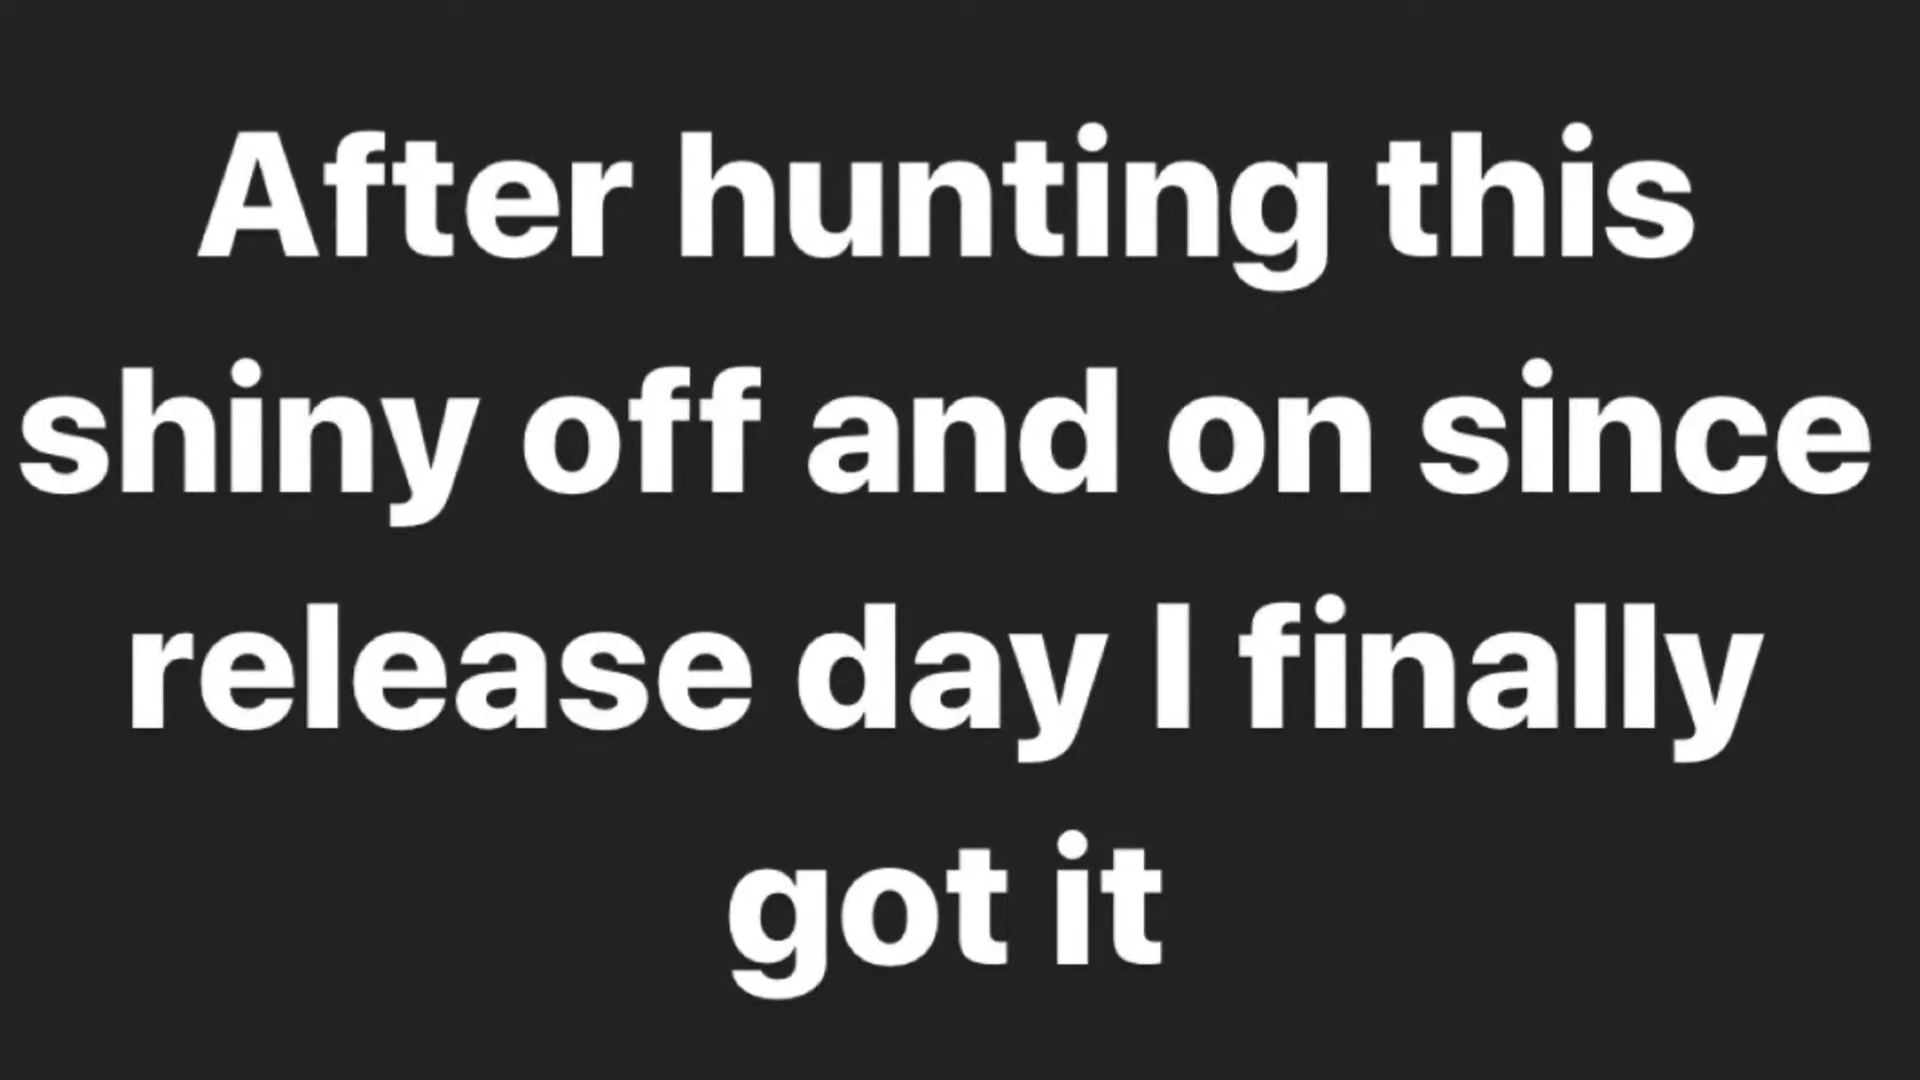 After hunting this
shiny off and on since
release day I finally
got it